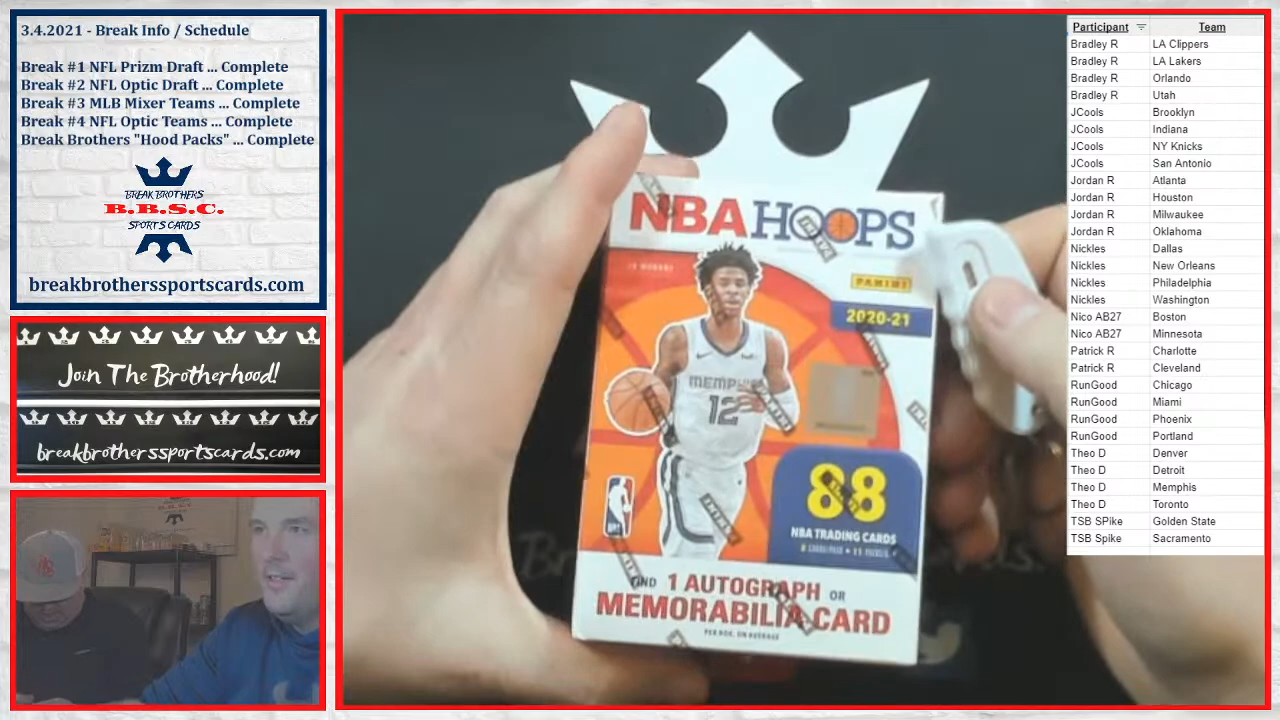 3.4.2021 - Break Info / Schedule
Break #1 NFL Prizm Draft ... Complete
Break #2 NFL Optic Draft ... Complete
Break #3 MLB Mixer Teams ... Complete
Break #4 NFL Optic Teams ... Complete
Break Brothers "Hood Packs" ... Complete
BREAK BROTHERS
B.B.S.C.
SPORTS CARDS
breakbrotherssportscards.com
Join The Brotherhood!
breakbrotherssportscards.com
NBA HOOPS
PANINI
2020-21
MEMPHIS
12
88
NBA TRADING CARDS
8 CARDS/PACK • 11 PACKS
FIND 1 AUTOGRAPH OR
MEMORABILIA CARD
PER BOX, ON AVERAGE
Participant Team
Bradley R LA Clippers
Bradley R LA Lakers
Bradley R Orlando
Bradley R Utah
JCools Brooklyn
JCools Indiana
JCools NY Knicks
JCools San Antonio
Jordan R Atlanta
Jordan R Houston
Jordan R Milwaukee
Jordan R Oklahoma
Nickles Dallas
Nickles New Orleans
Nickles Philadelphia
Nickles Washington
Nico AB27 Boston
Nico AB27 Minnesota
Patrick R Charlotte
Patrick R Cleveland
RunGood Chicago
RunGood Miami
RunGood Phoenix
RunGood Portland
Theo D Denver
Theo D Detroit
Theo D Memphis
Theo D Toronto
TSB SPike Golden State
TSB Spike Sacramento